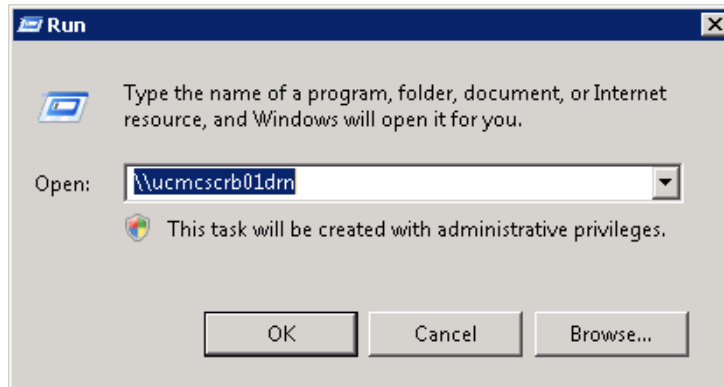 Run
Type the name of a program, folder, document, or Internet
resource, and Windows will open it for you.
Open: \\ucmcscrb01drn
This task will be created with administrative privileges.
OK Cancel Browse...